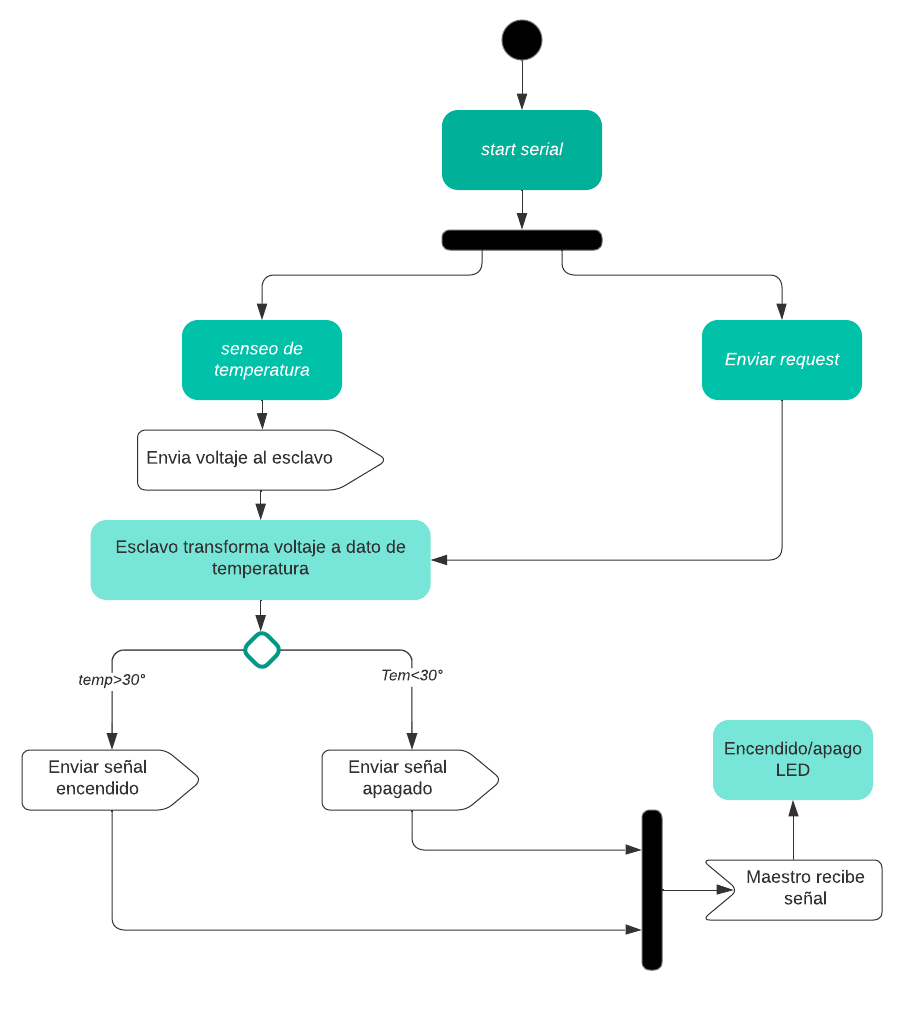 start serial
senseo de
temperatura
Enviar request
Envia voltaje al esclavo
Esclavo transforma voltaje a dato de
temperatura
temp>30°
Tem<30°
Enviar señal
encendido
Enviar señal
apagado
Encendido/apago
LED
Maestro recibe
señal